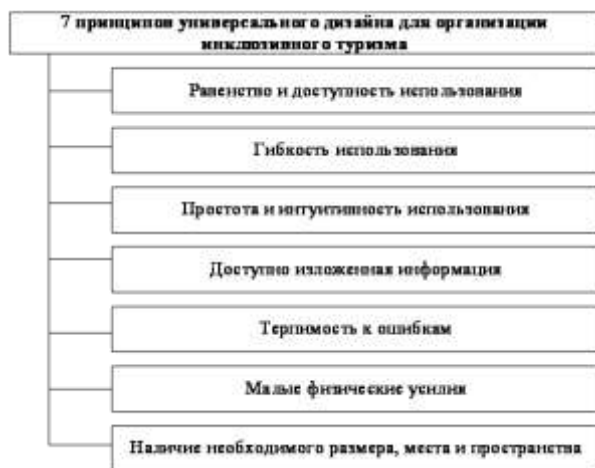 7 принципов универсального дизайна для организации
инклюзивного туризма
Равенство и доступность использования
Гибкость использования
Простота и интуитивность использования
Доступно изложенная информация
Терпимость к ошибкам
Малые физические усилия
Наличие необходимого размера, места и пространства